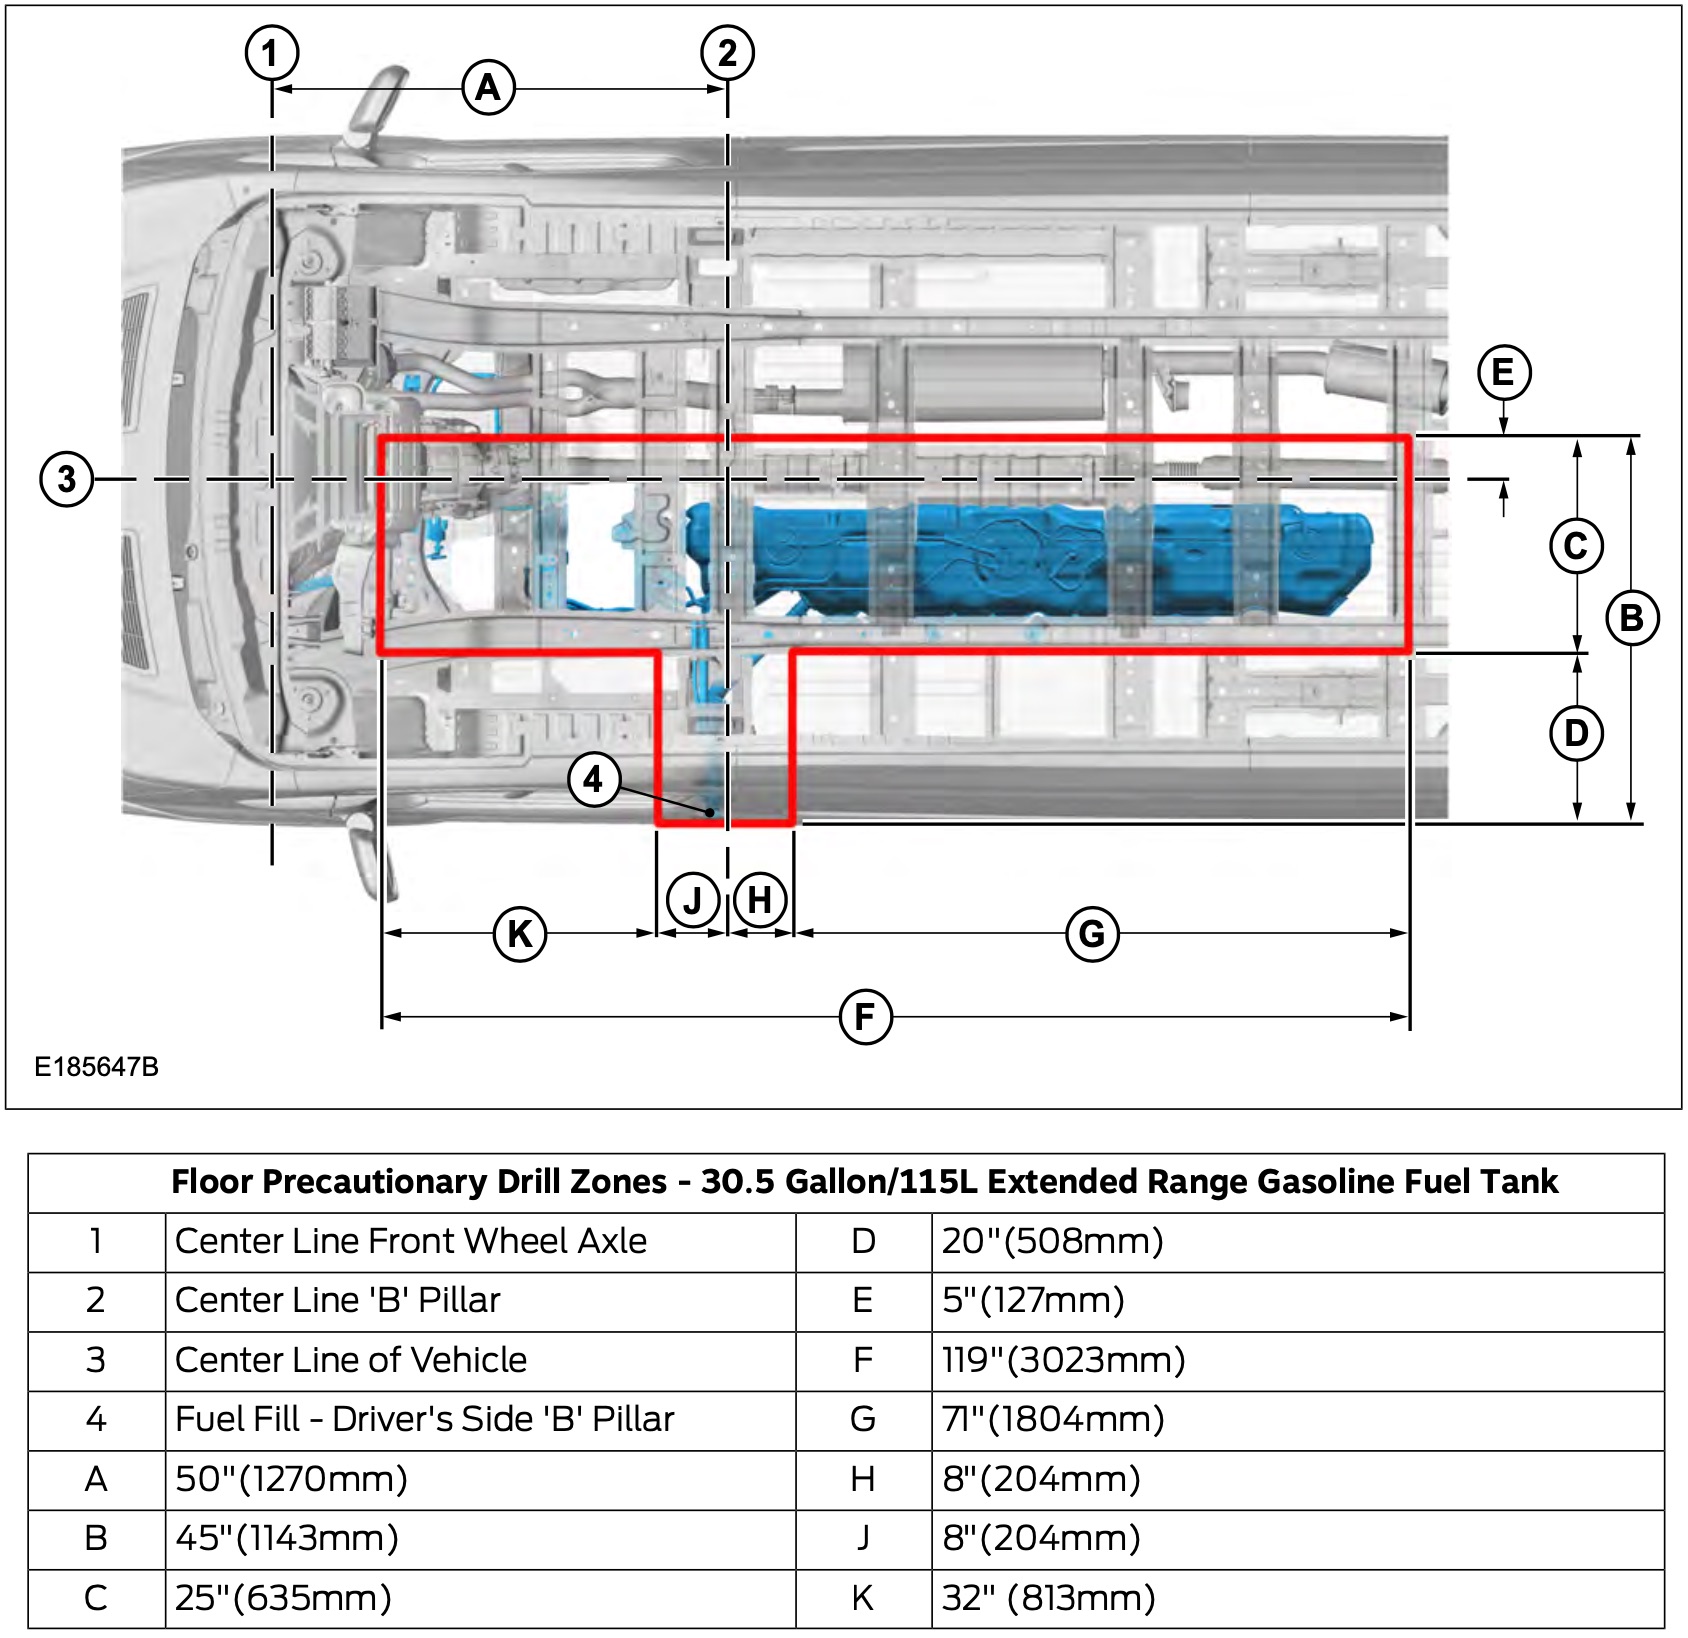 1
2
A
E
3
C
B
D
4
J
H
K
G
F
E185647B
Floor Precautionary Drill Zones - 30.5 Gallon/115L Extended Range Gasoline Fuel Tank
1 Center Line Front Wheel Axle D 20"(508mm)
2 Center Line 'B' Pillar E 5"(127mm)
3 Center Line of Vehicle F 119"(3023mm)
4 Fuel Fill - Driver's Side 'B' Pillar G 71"(1804mm)
A 50"(1270mm) H 8"(204mm)
B 45"(1143mm) J 8"(204mm)
C 25"(635mm) K 32" (813mm)